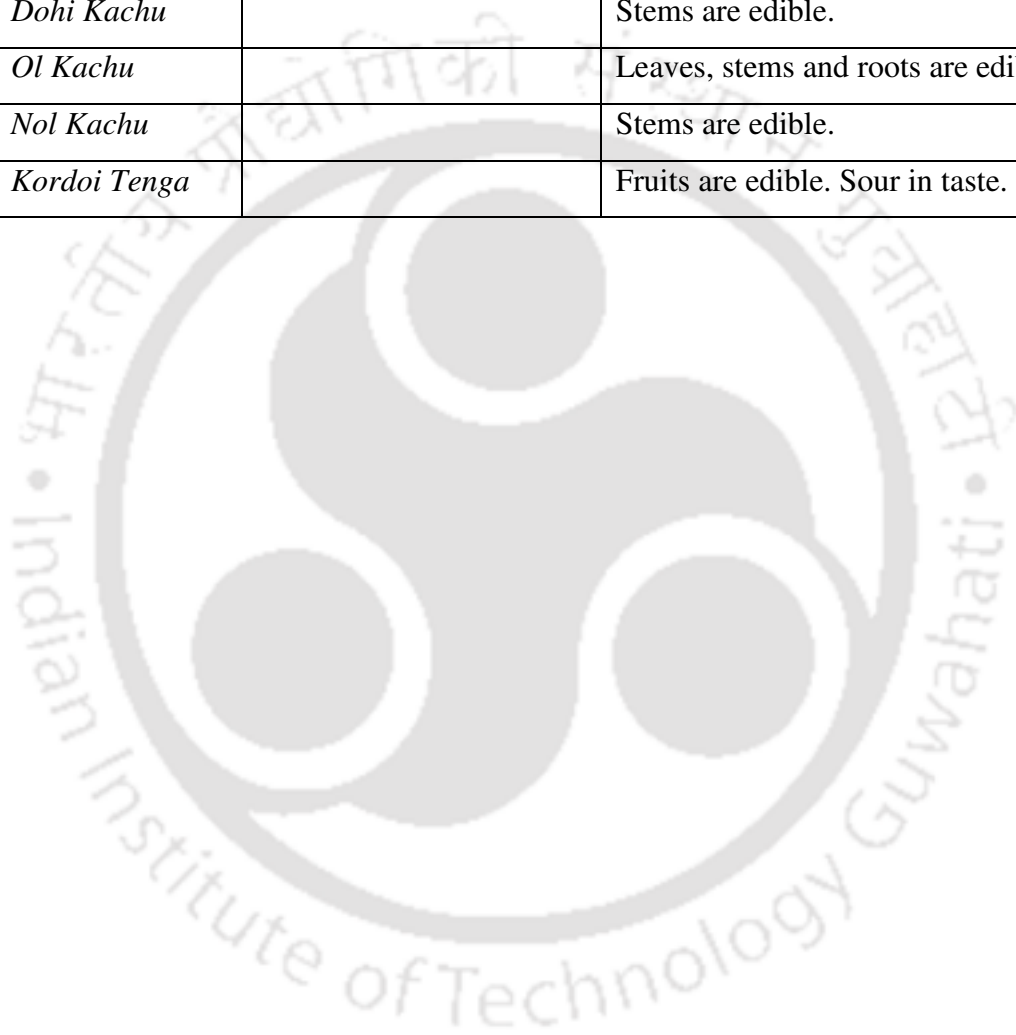 Dohi Kachu Stems are edible.
Ol Kachu Leaves, stems and roots are
Nol Kachu Stems are edible.
Kordoi Tenga Fruits are edible. Sour in taste.
भारतीय प्रौद्योगिकी संस्थान गुवाहाटी
Indian Institute of Technology Guwahati